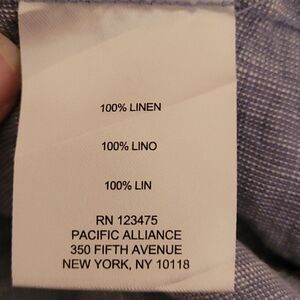 100% LINEN
100% LINO
100% LIN
RN 123475
PACIFIC ALLIANCE
350 FIFTH AVENUE
NEW YORK, NY 10118